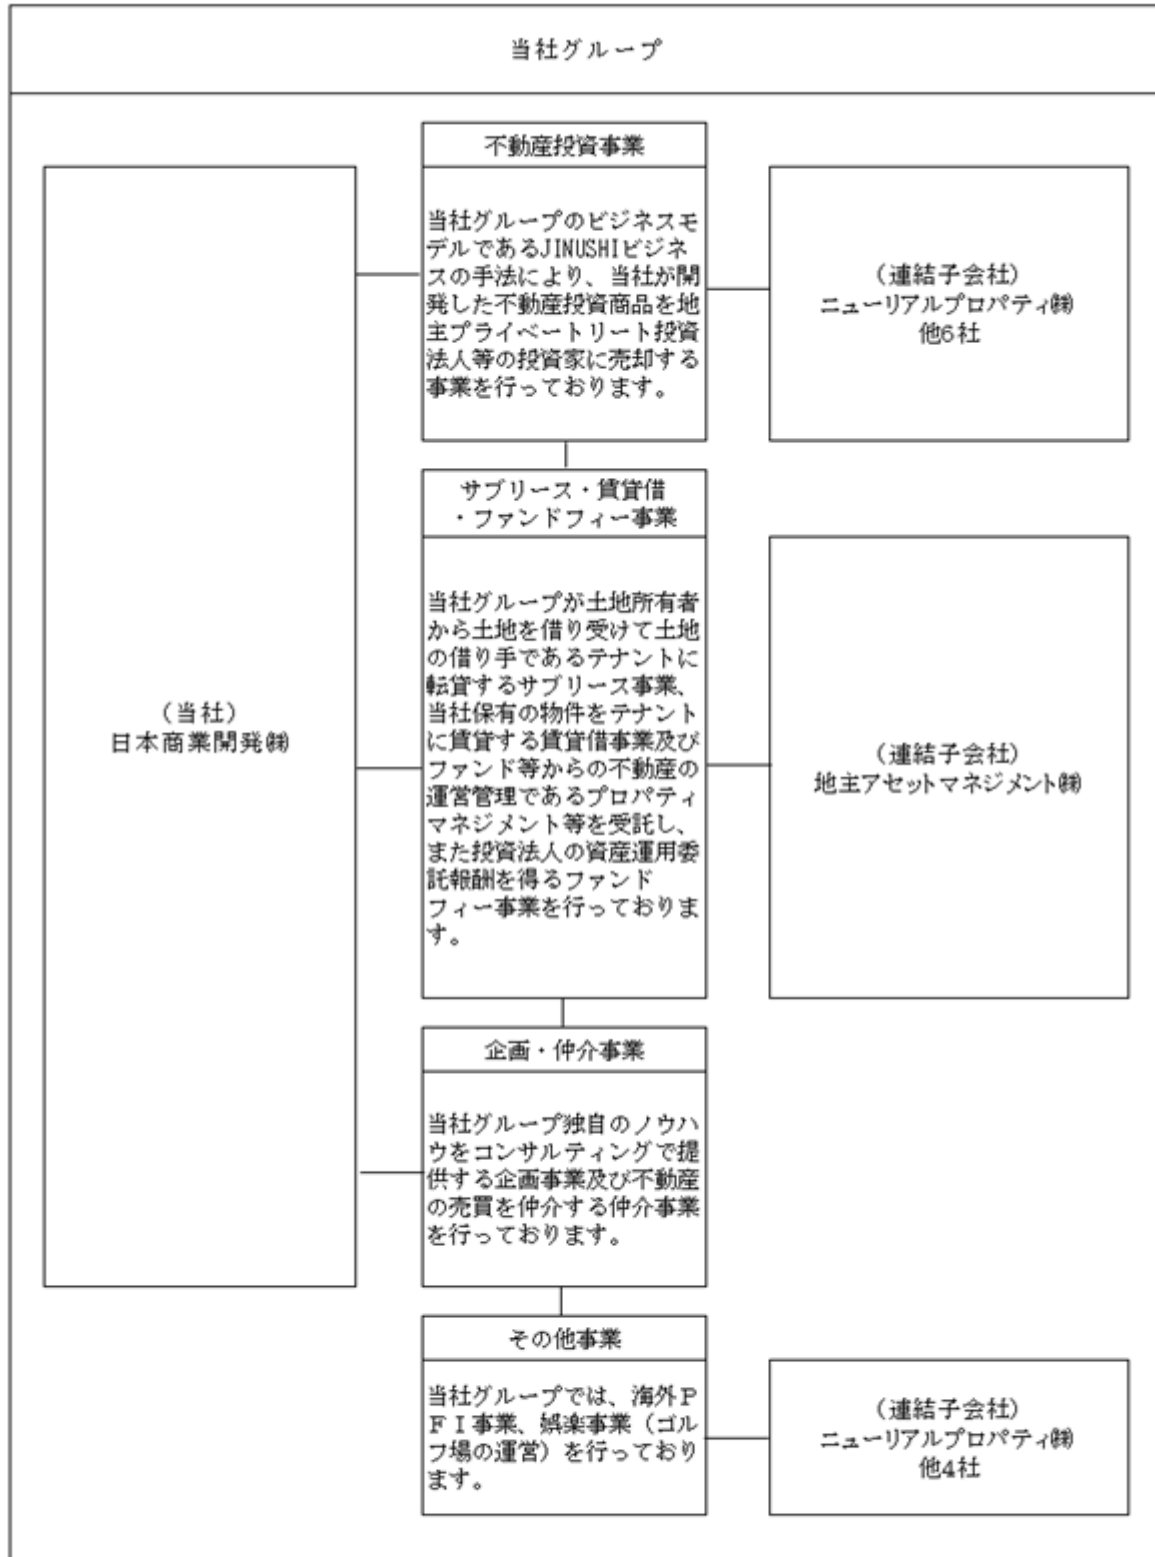 当社グループ
(当社)
日本商業開発㈱
不動産投資事業
当社グループのビジネスモ
デルであるJINUSHIビジネ
スの手法により、当社が開
発した不動産投資商品を地
主プライベートリート投資
法人等の投資家に売却する
事業を行っております。
(連結子会社)
ニューリアルプロパティ㈱
他6社
サブリース・賃貸借
・ファンドフィー事業
当社グループが土地所有者
から土地を借り受けて土地
の借り手であるテナントに
転貸するサブリース事業、
当社保有の物件をテナント
に賃貸する賃貸借事業及び
ファンド等からの不動産の
運営管理であるプロパティ
マネジメント等を受託し、
また投資法人の資産運用委
託報酬を得るファンド
フィー事業を行っておりま
す。
(連結子会社)
地主アセットマネジメント㈱
企画・仲介事業
当社グループ独自のノウハ
ウをコンサルティングで提
供する企画事業及び不動産
の売買を仲介する仲介事業
を行っております。
その他事業
当社グループでは、海外P
FI事業、娯楽事業(ゴル
フ場の運営)を行っており
ます。
(連結子会社)
ニューリアルプロパティ㈱
他4社